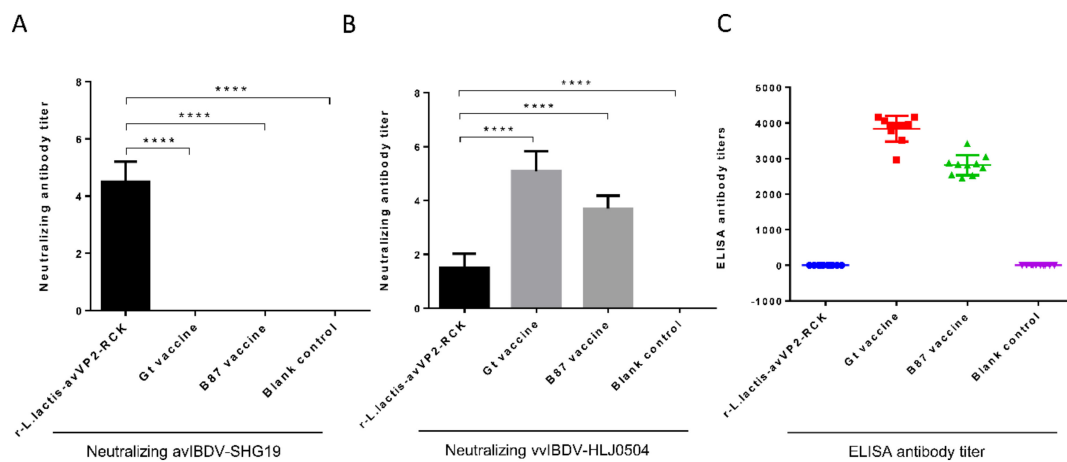 A
Neutralizing antibody titer
8
6
4
2
0
****
****
****
r-L.lactis-avVP2-RCK
Gt vaccine
B87 vaccine
Blank control
Neutralizing avIBDV-SHG19
B
Neutralizing antibody titer
8
6
4
2
0
****
****
****
r-L.lactis-avVP2-RCK
Gt vaccine
B87 vaccine
Blank control
Neutralizing vvIBDV-HLJ0504
C
ELISA antibody titers
5000
4000
3000
2000
1000
0
-1000
r-L.lactis-avVP2-RCK
Gt vaccine
B87 vaccine
Blank control
ELISA antibody titer